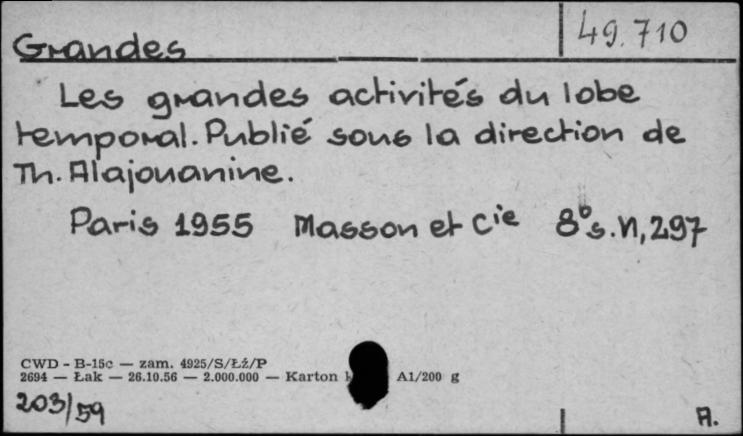 Grandes 49.710
Les grandes activités du lobe
temporal. Publié sous la direction de
Th. Alajouanine.
Paris 1955 Masson et Cie 8° s. N, 297
CWD - B-15c — zam. 4925/S/Łź/P
2694 — Łak — 26.10.56 — 2.000.000 — Karton A1/200 g
203/59
A.